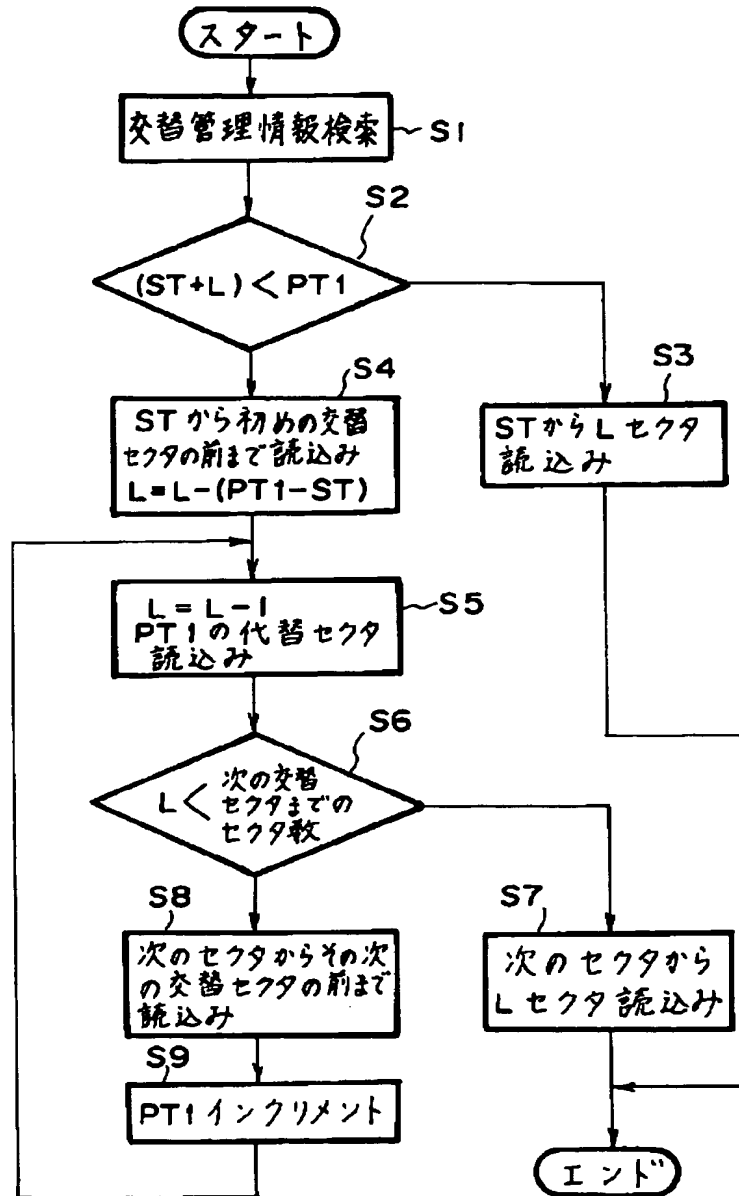 スタート
交替管理情報検索
S1
S2
(ST+L)<PT1
S4
STから初めの交替
セクタの前まで読込み
L=L-(PT1-ST)
S3
STからLセクタ
読込み
L=L-1
PT1の代替セクタ
読込み
S5
S6
L<
次の交替
セクタまでの
セクタ数
S8
次のセクタからその次
の交替セクタの前まで
読込み
S7
次のセクタから
Lセクタ読込み
S9
PT1インクリメント
エンド